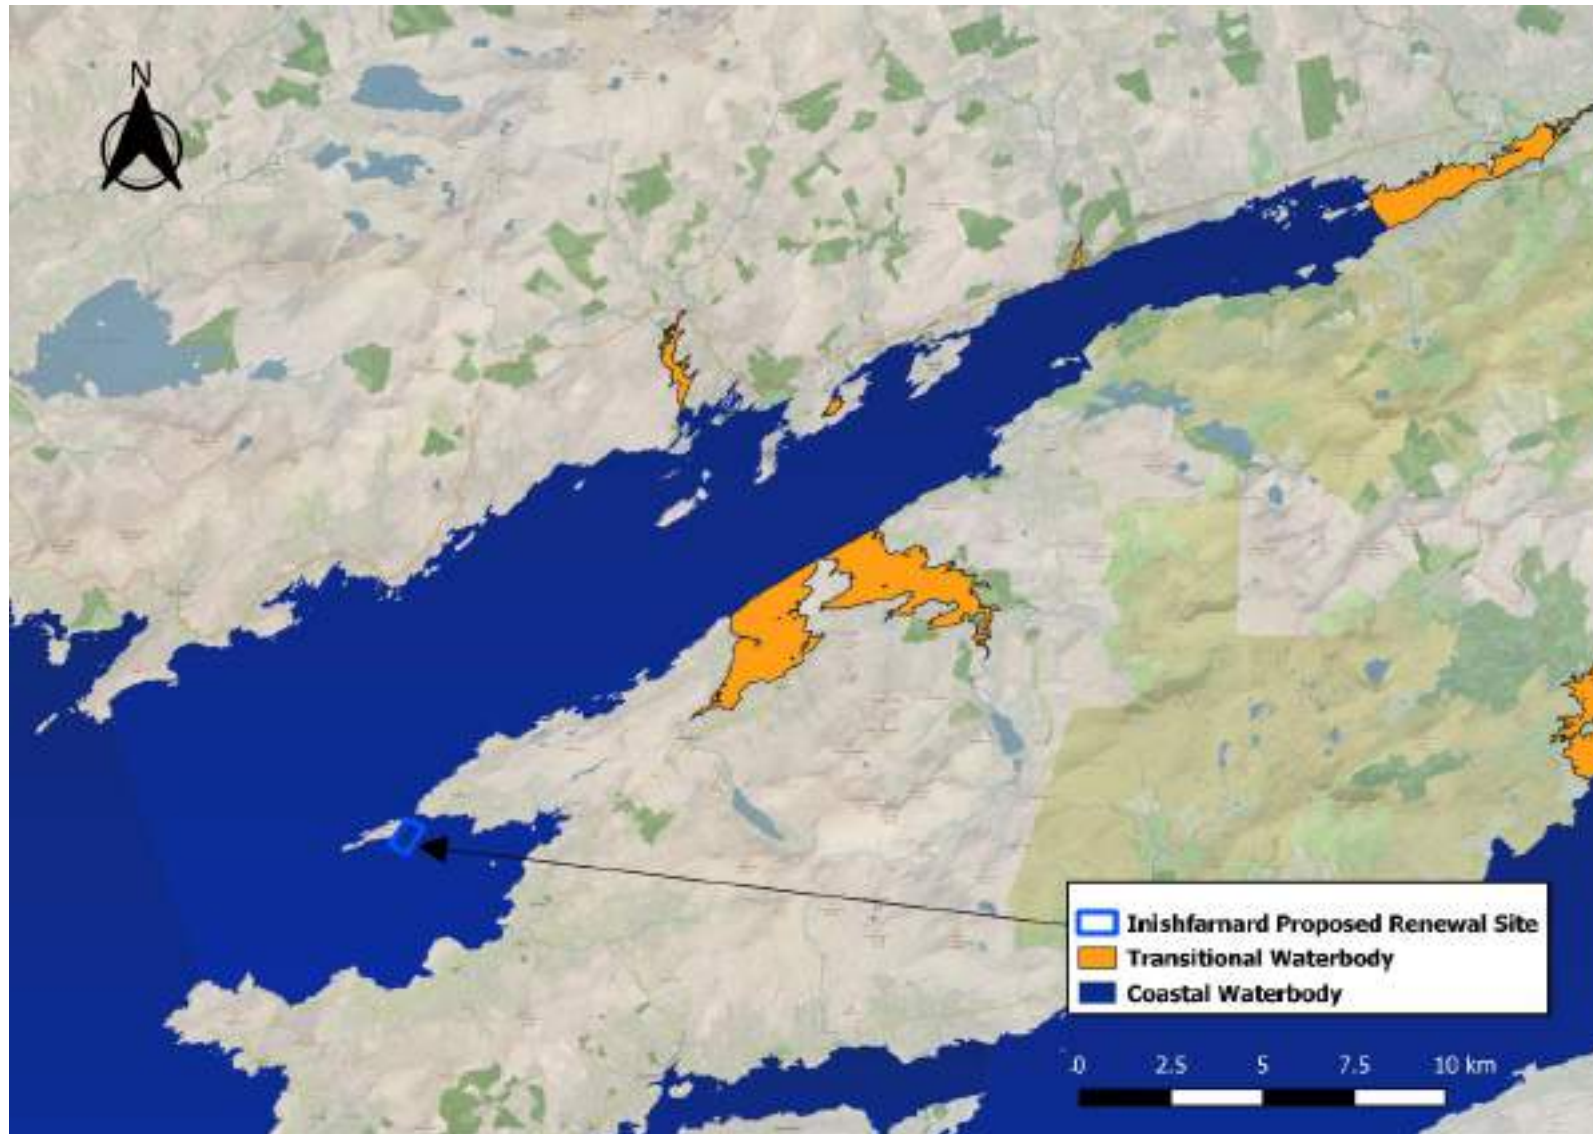 N
Inishfarnard Proposed Renewal Site
Transitional Waterbody
Coastal Waterbody
0 2.5 5 7.5 10 km